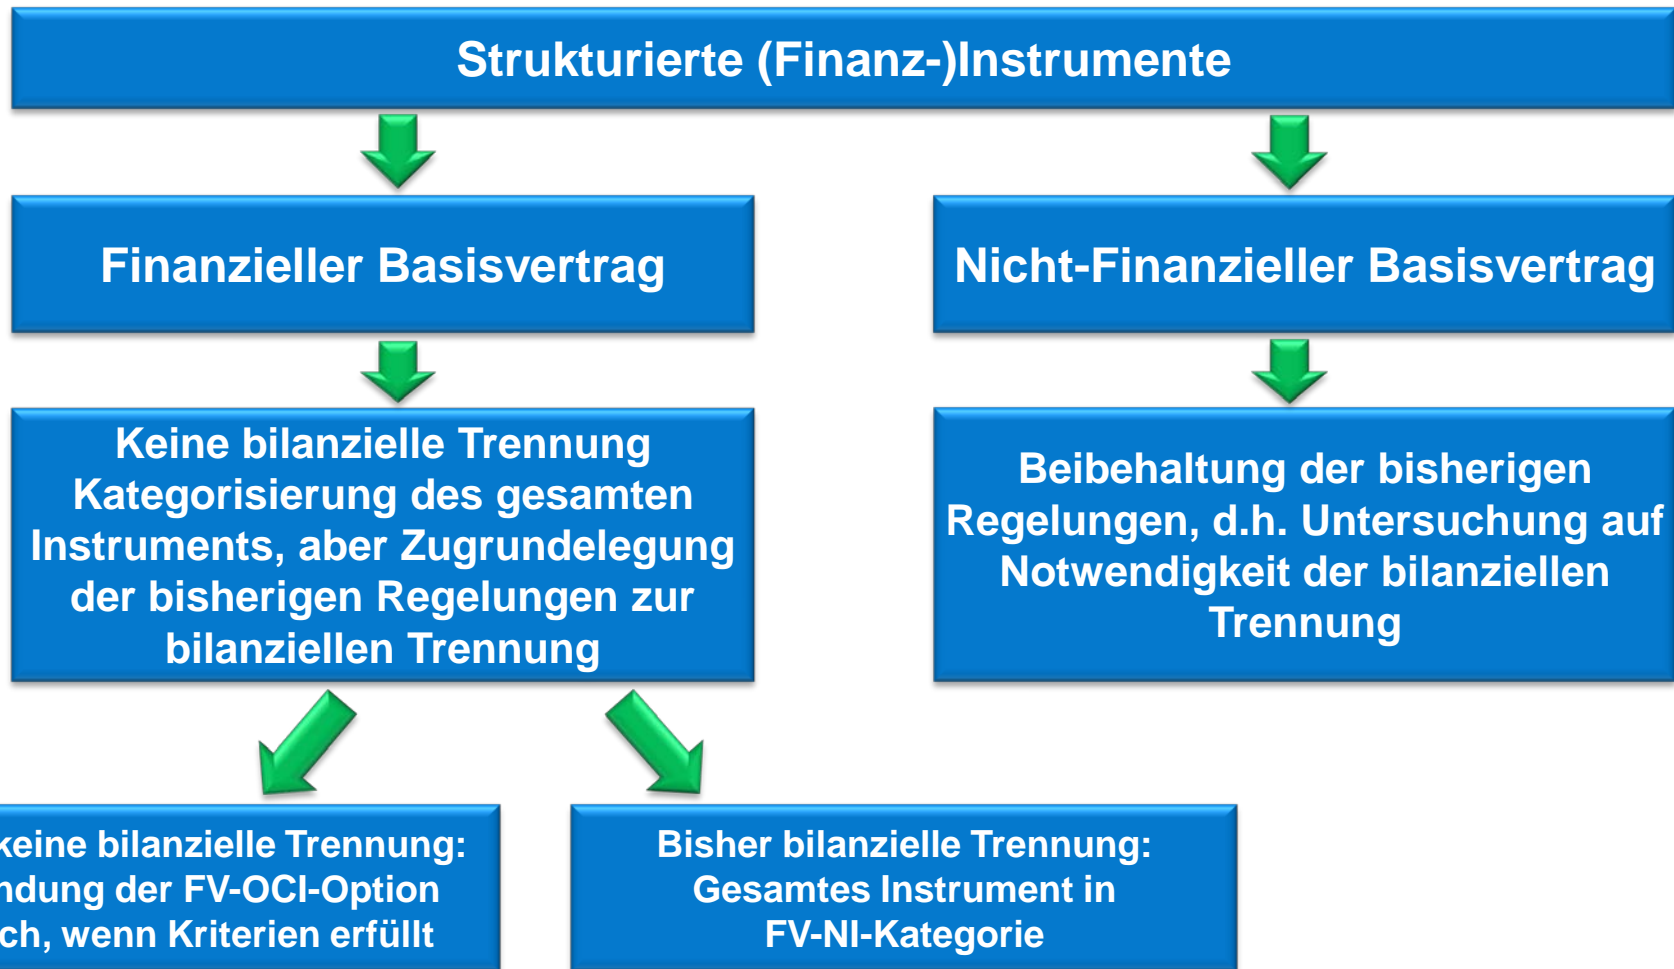 Strukturierte (Finanz-)Instrumente
Finanzieller Basisvertrag
Nicht-Finanzieller Basisvertrag
Keine bilanzielle Trennung
Kategorisierung des gesamten
Instruments, aber Zugrundelegung
der bisherigen Regelungen zur
bilanziellen Trennung
Beibehaltung der bisherigen
Regelungen, d.h. Untersuchung auf
Notwendigkeit der bilanziellen
Trennung
keine bilanzielle Trennung:
der FV-OCI-Option
wenn Kriterien erfüllt
Bisher bilanzielle Trennung:
Gesamtes Instrument in
FV-NI-Kategorie